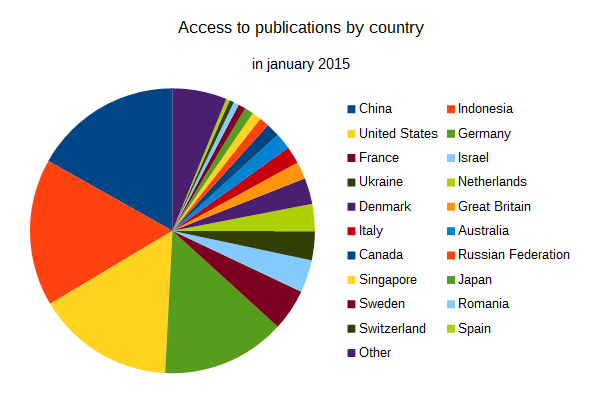 Access to publications by country
in january 2015
China
Indonesia
United States
Germany
France
Israel
Ukraine
Netherlands
Denmark
Great Britain
Italy
Australia
Canada
Russian Federation
Singapore
Japan
Sweden
Romania
Switzerland
Spain
Other